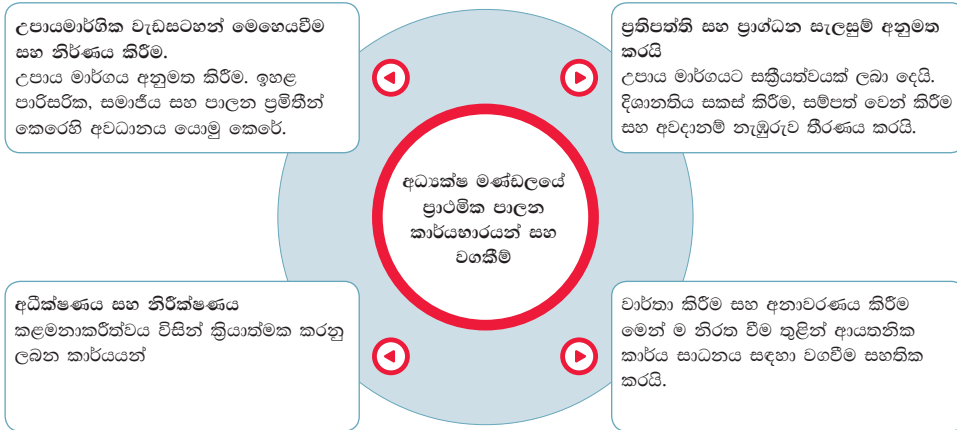 උපායමාර්ගික වැඩසටහන් මෙහෙයවීම
සහ නිර්ණය කිරීම.
උපාය මාර්ගය අනුමත කිරීම. ඉහළ
පාරිසරික, සමාජීය සහ පාලන ප්‍රමිතීන්
කෙරෙහි අවධානය යොමු කෙරේ.
ප්‍රතිපත්ති සහ ප්‍රාග්ධන සැලසුම් අනුමත
කරයි
උපාය මාර්ගයට සක්‍රීයත්වයක් ලබා දෙයි.
දිශානතිය සකස් කිරීම, සම්පත් වෙන් කිරීම
සහ අවදානම් නැඹුරුව තීරණය කරයි.
අධ්‍යක්ෂ මණ්ඩලයේ
ප්‍රාථමික පාලන
කාර්යභාරයන් සහ
වගකීම්
අධීක්ෂණය සහ නිරීක්ෂණය
කළමනාකරීත්වය විසින් ක්‍රියාත්මක කරනු
ලබන කාර්යයන්
වාර්තා කිරීම සහ අනාවරණය කිරීම
මෙන් ම නිරත වීම තුළින් ආයතනික
කාර්ය සාධනය සඳහා වගවීම සහතික
කරයි.